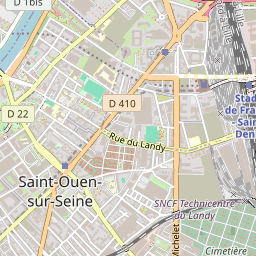 D 1bis
D 410
D 22
Stad
de Fra
Sain
Den
Rue du Landy
Saint-Ouen-
sur-Seine
SNCF Technicentre
du Landy
Michelet
Cimetière